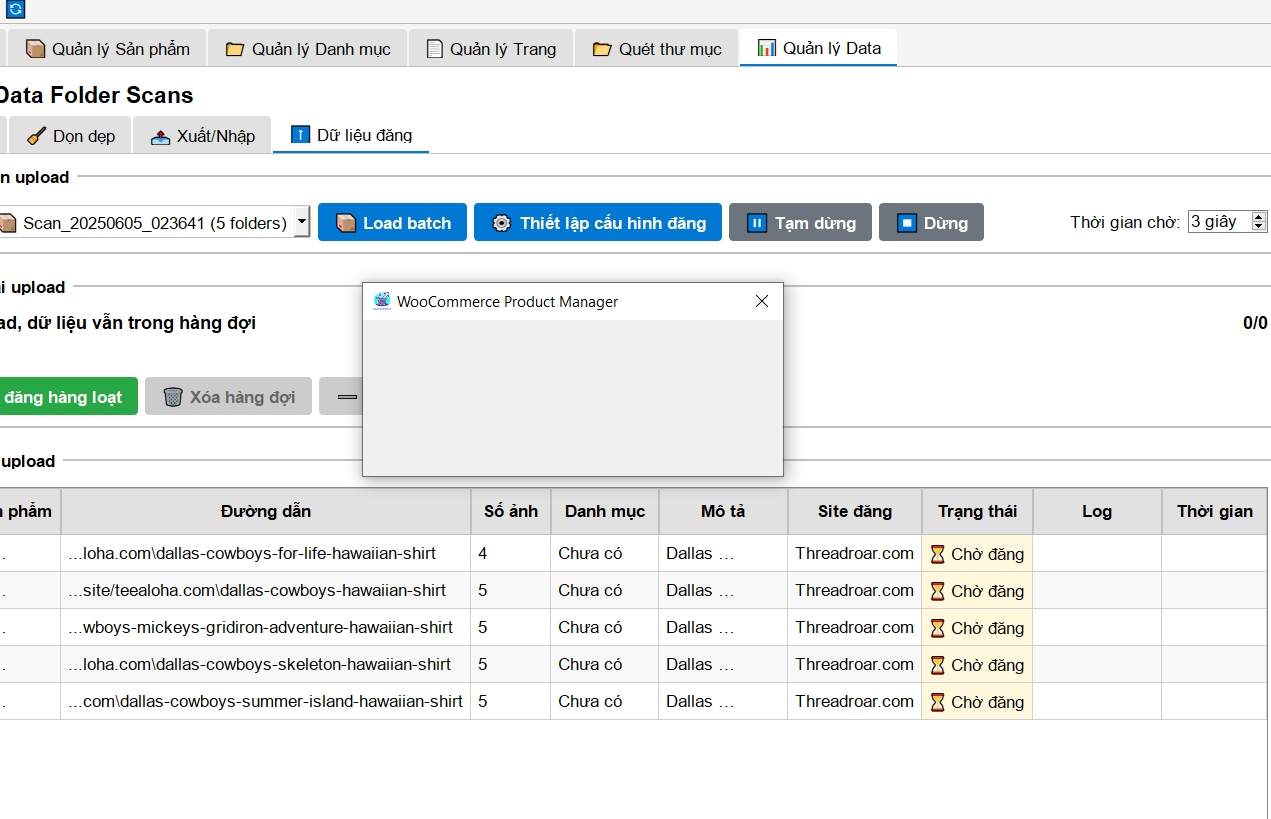 Quản lý Sản phẩm Quản lý Danh mục Quản lý Trang Quét thư mục Quản lý Data
Data Folder Scans
Dọn dẹp Xuất/Nhập Dữ liệu đăng
n upload
Scan_20250605_023641 (5 folders) Load batch Thiết lập cấu hình đăng Tạm dừng Dừng Thời gian chờ: 3 giây
i upload
WooCommerce Product Manager
ad, dữ liệu vẫn trong hàng đợi 0/0
đăng hàng loạt Xóa hàng đợi
upload
n phẩm Đường dẫn Số ảnh Danh mục Mô tả Site đăng Trạng thái Log Thời gian
. ...loha.com\dallas-cowboys-for-life-hawaiian-shirt 4 Chưa có Dallas ... Threadroar.com Chờ đăng
. ...site/teealoha.com\dallas-cowboys-hawaiian-shirt 5 Chưa có Dallas ... Threadroar.com Chờ đăng
. ...wboys-mickeys-gridiron-adventure-hawaiian-shirt 5 Chưa có Dallas ... Threadroar.com Chờ đăng
. ...loha.com\dallas-cowboys-skeleton-hawaiian-shirt 5 Chưa có Dallas ... Threadroar.com Chờ đăng
. ...com\dallas-cowboys-summer-island-hawaiian-shirt 5 Chưa có Dallas ... Threadroar.com Chờ đăng